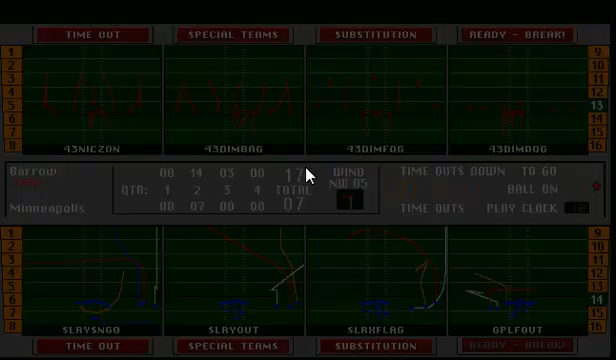 TIME OUT SPECIAL TEAMS SUBSTITUTION READY - BREAK!
1 9
2 10
3 11
4 12
5 13
6 14
7 15
8 16
43NICZON 43DIMBAG 43DIMFOG 43DIMDOG
Barrow 00 14 03 00 17 WIND TIME OUTS DOWN TO GO
QTR: 1 2 3 4 TOTAL NW 05 BALL ON
Minneapolis 00 07 00 00 07 TIME OUTS PLAY CLOCK 12
1 9
2 10
3 11
4 12
5 13
6 14
7 15
8 16
SLRYSNGO SLRYOUT SLRXFLAG GPLFOUT
TIME OUT SPECIAL TEAMS SUBSTITUTION READY - BREAK!